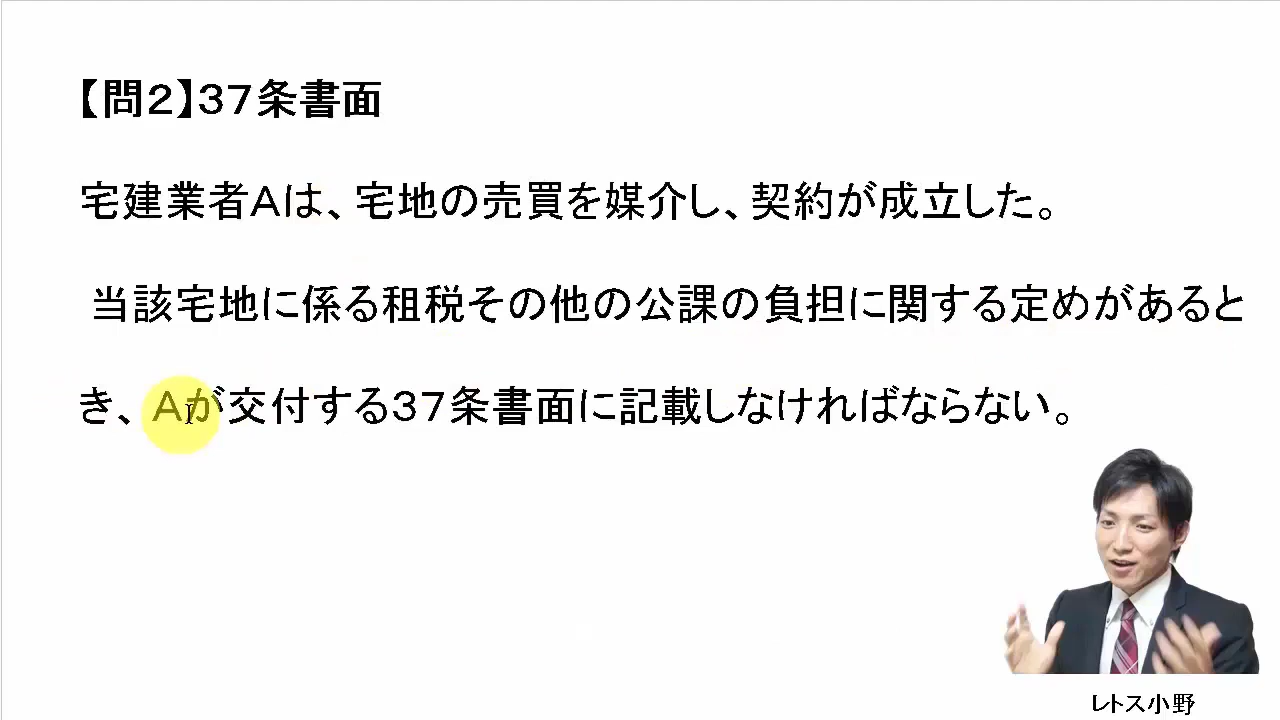 【問２】３７条書面
宅建業者Ａは、宅地の売買を媒介し、契約が成立した。
当該宅地に係る租税その他の公課の負担に関する定めがあると
き、Ａが交付する３７条書面に記載しなければならない。
レトス小野